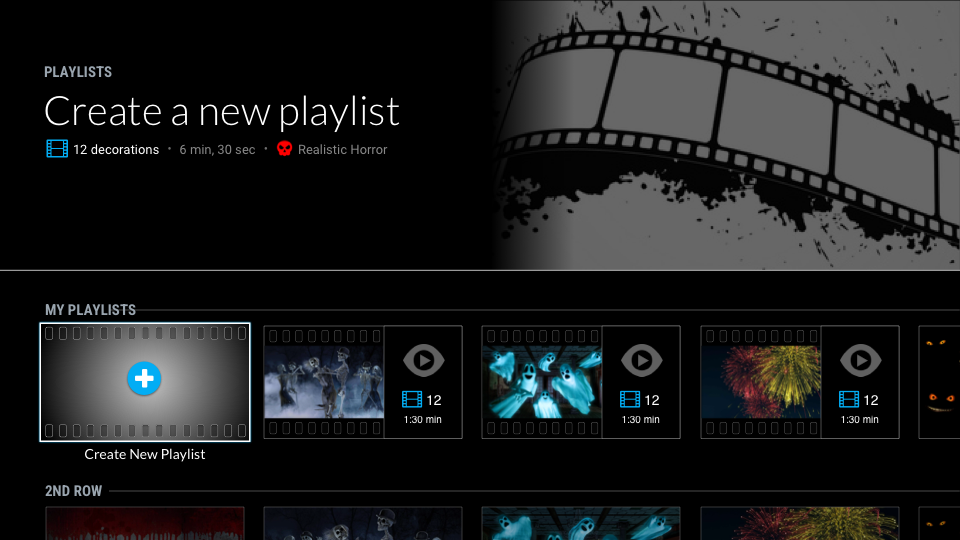 PLAYLISTS
Create a new playlist
12 decorations • 6 min, 30 sec • Realistic Horror
MY PLAYLISTS
12
1:30 min
12
1:30 min
12
1:30 min
Create New Playlist
2ND ROW